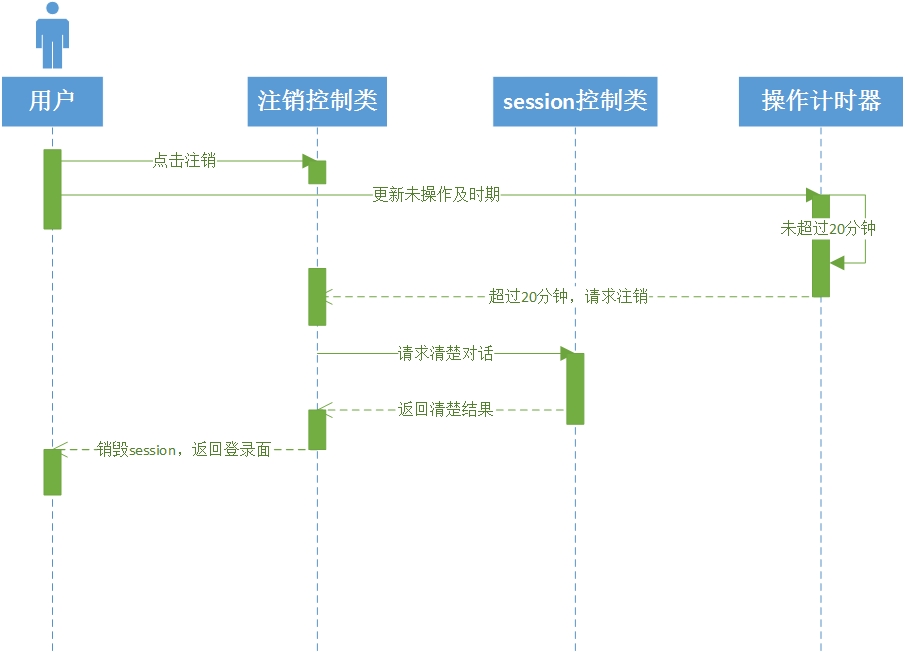 用户
注销控制类
session控制类
操作计时器
点击注销
更新未操作及时期
未超过20分钟
超过20分钟，请求注销
请求清楚对话
返回清楚结果
销毁session，返回登录面